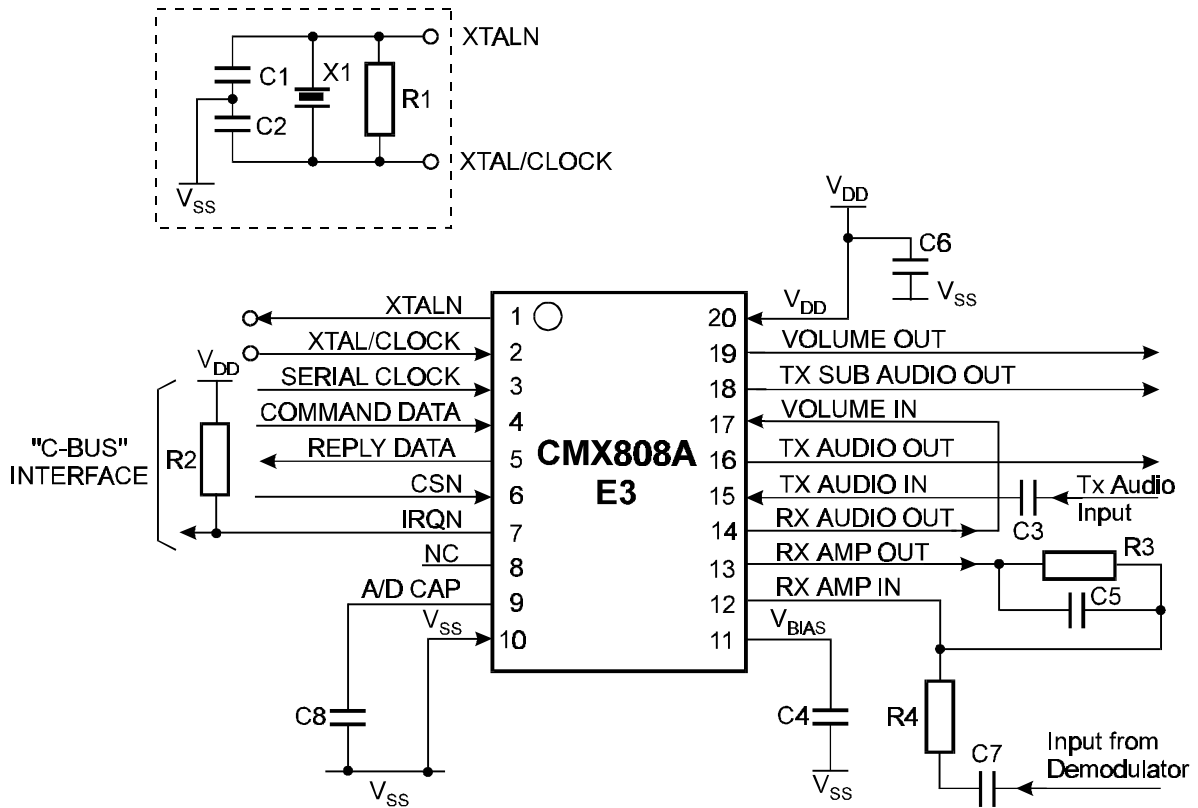 XTALN
C1
X1
R1
C2
XTAL/CLOCK
VSS
VDD
C6
VSS
XTALN
1
20
VDD
XTAL/CLOCK
2
19
VOLUME OUT
VDD
SERIAL CLOCK
3
18
TX SUB AUDIO OUT
COMMAND DATA
4
17
VOLUME IN
"C-BUS"
INTERFACE
R2
REPLY DATA
5
CMX808A
E3
16
TX AUDIO OUT
CSN
6
15
TX AUDIO IN
C3
Tx Audio
Input
IRQN
7
14
RX AUDIO OUT
NC
8
13
RX AMP OUT
R3
C5
A/D CAP
9
12
RX AMP IN
VSS
10
11
VBIAS
C8
C4
R4
C7
Input from
Demodulator
VSS
VSS